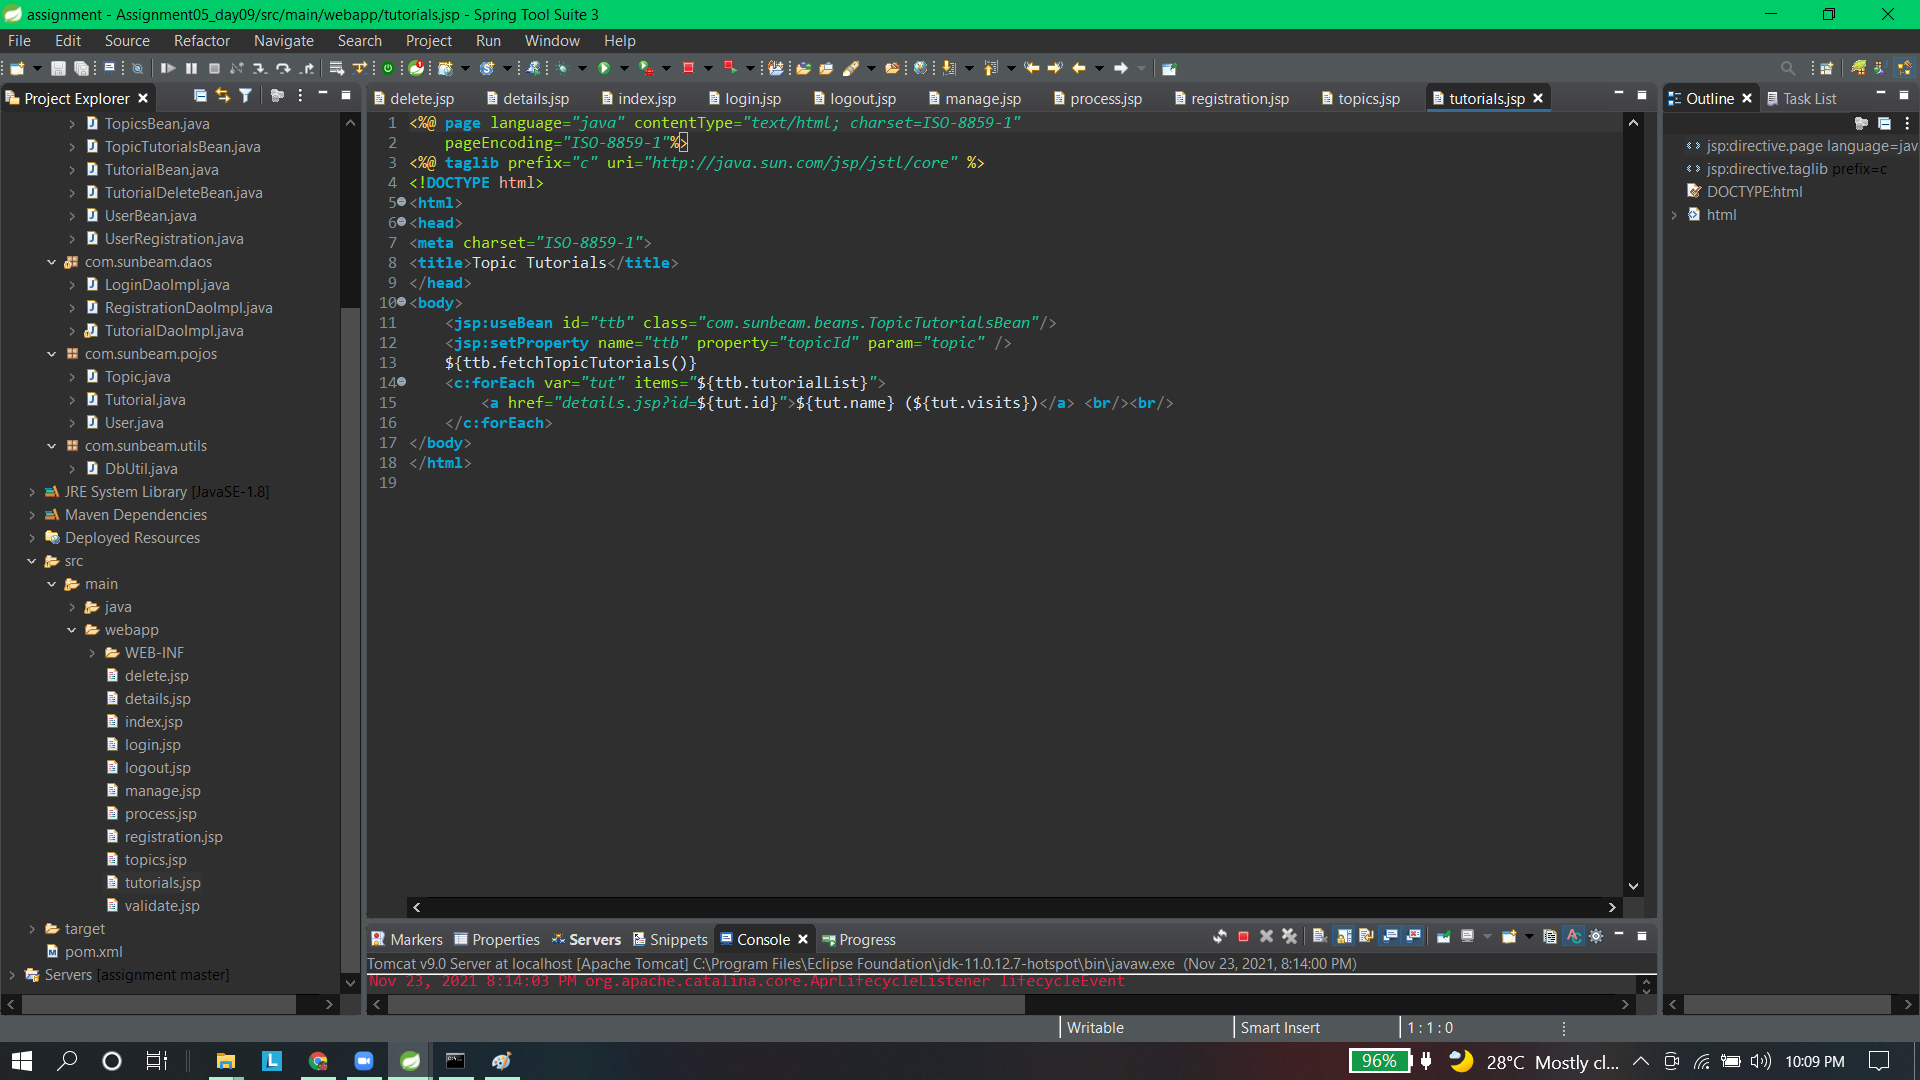 assignment - Assignment05_day09/src/main/webapp/tutorials.jsp - Spring Tool Suite 3
File Edit Source Refactor Navigate Search Project Run Window Help
Project Explorer
TopicsBean.java
TopicTutorialsBean.java
TutorialBean.java
TutorialDeleteBean.java
UserBean.java
UserRegistration.java
com.sunbeam.daos
LoginDaoImpl.java
RegistrationDaoImpl.java
TutorialDaoImpl.java
com.sunbeam.pojos
Topic.java
Tutorial.java
User.java
com.sunbeam.utils
DbUtil.java
JRE System Library [JavaSE-1.8]
Maven Dependencies
Deployed Resources
src
main
java
webapp
WEB-INF
delete.jsp
details.jsp
index.jsp
login.jsp
logout.jsp
manage.jsp
process.jsp
registration.jsp
topics.jsp
tutorials.jsp
validate.jsp
target
pom.xml
Servers [assignment master]
delete.jsp details.jsp index.jsp login.jsp logout.jsp manage.jsp process.jsp registration.jsp topics.jsp tutorials.jsp
1 <%@ page language="java" contentType="text/html; charset=ISO-8859-1"
2     pageEncoding="ISO-8859-1"%>
3 <%@ taglib prefix="c" uri="http://java.sun.com/jsp/jstl/core" %>
4 <!DOCTYPE html>
5 <html>
6 <head>
7 <meta charset="ISO-8859-1">
8 <title>Topic Tutorials</title>
9 </head>
10 <body>
11     <jsp:useBean id="ttb" class="com.sunbeam.beans.TopicTutorialsBean"/>
12     <jsp:setProperty name="ttb" property="topicId" param="topic" />
13     ${ttb.fetchTopicTutorials()}
14     <c:forEach var="tut" items="${ttb.tutorialList}">
15         <a href="details.jsp?id=${tut.id}">${tut.name} (${tut.visits})</a> <br/><br/>
16     </c:forEach>
17 </body>
18 </html>
19
Outline Task List
jsp:directive.page language=jav
jsp:directive.taglib prefix=c
DOCTYPE:html
html
Markers Properties Servers Snippets Console Progress
Tomcat v9.0 Server at localhost [Apache Tomcat] C:\Program Files\Eclipse Foundation\jdk-11.0.12.7-hotspot\bin\javaw.exe (Nov 23, 2021, 8:14:00 PM)
Nov 23, 2021 8:14:03 PM org.apache.catalina.core.AprLifecycleListener lifecycleEvent
Writable Smart Insert 1 : 1 : 0
L 96% 28°C Mostly cl... 10:09 PM